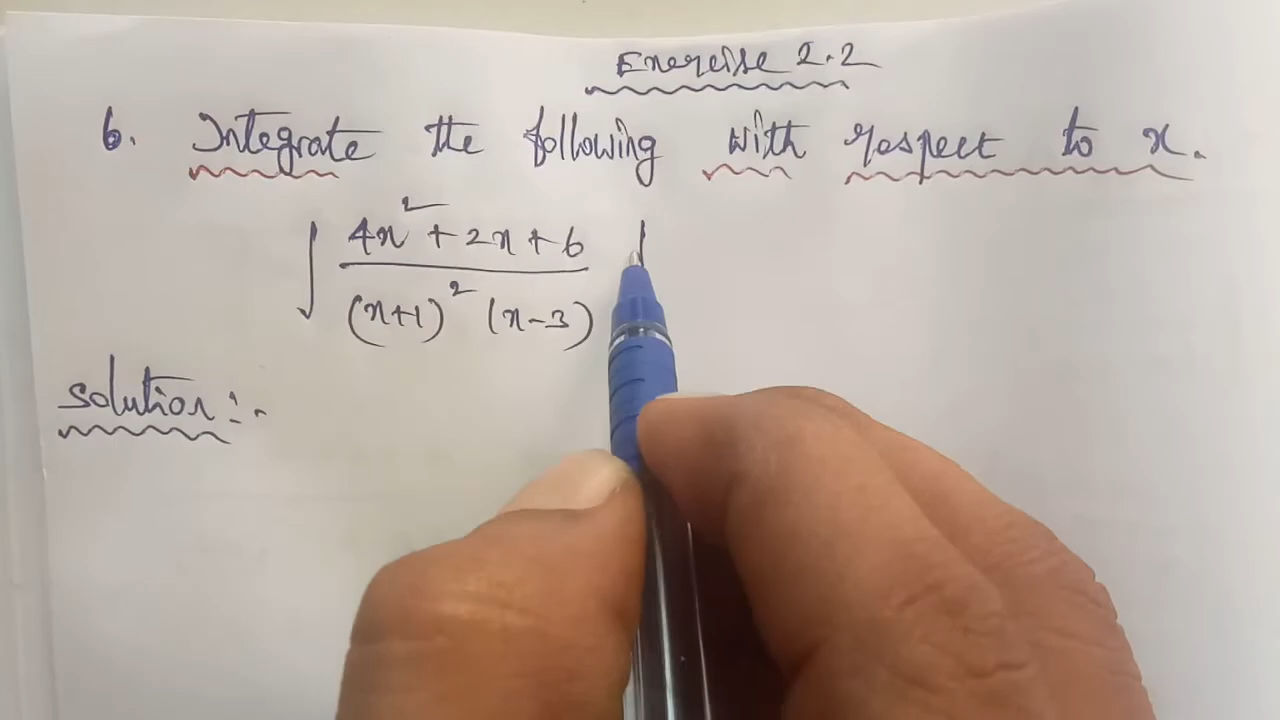 Exercise 2.2
6. Integrate the following with respect to x.
∫ (4x² + 2x + 6) / ((x+1)² (x-3))
Solution:-